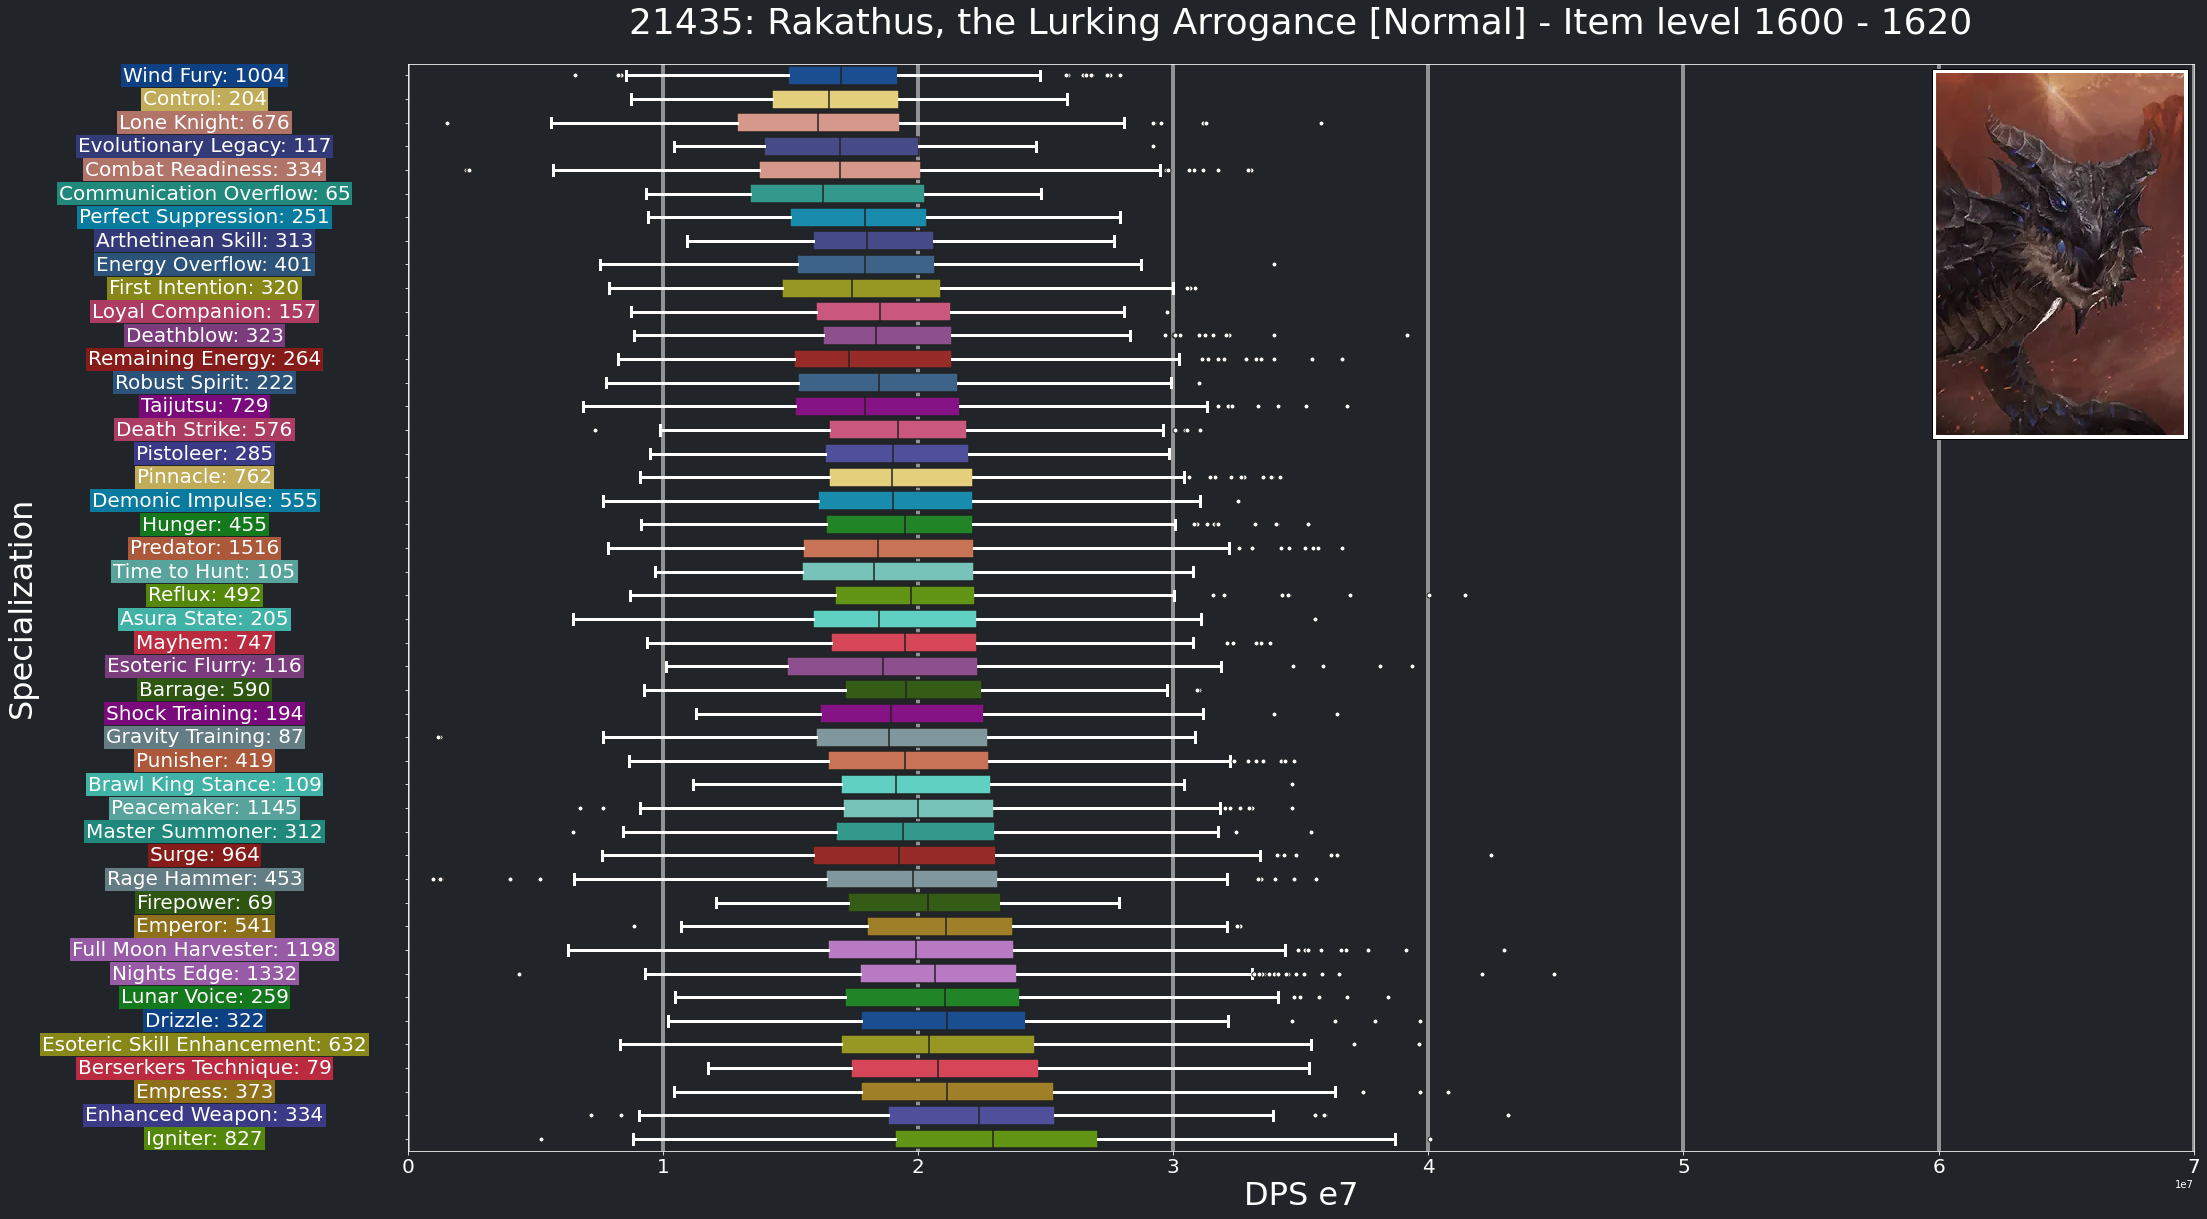 21435: Rakathus, the Lurking Arrogance [Normal] - Item level 1600 - 1620
Specialization
Wind Fury: 1004
Control: 204
Lone Knight: 676
Evolutionary Legacy: 117
Combat Readiness: 334
Communication Overflow: 65
Perfect Suppression: 251
Arthetinean Skill: 313
Energy Overflow: 401
First Intention: 320
Loyal Companion: 157
Deathblow: 323
Remaining Energy: 264
Robust Spirit: 222
Taijutsu: 729
Death Strike: 576
Pistoleer: 285
Pinnacle: 762
Demonic Impulse: 555
Hunger: 455
Predator: 1516
Time to Hunt: 105
Reflux: 492
Asura State: 205
Mayhem: 747
Esoteric Flurry: 116
Barrage: 590
Shock Training: 194
Gravity Training: 87
Punisher: 419
Brawl King Stance: 109
Peacemaker: 1145
Master Summoner: 312
Surge: 964
Rage Hammer: 453
Firepower: 69
Emperor: 541
Full Moon Harvester: 1198
Nights Edge: 1332
Lunar Voice: 259
Drizzle: 322
Esoteric Skill Enhancement: 632
Berserkers Technique: 79
Empress: 373
Enhanced Weapon: 334
Igniter: 827
0 1 2 3 4 5 6 7
1e7
DPS e7